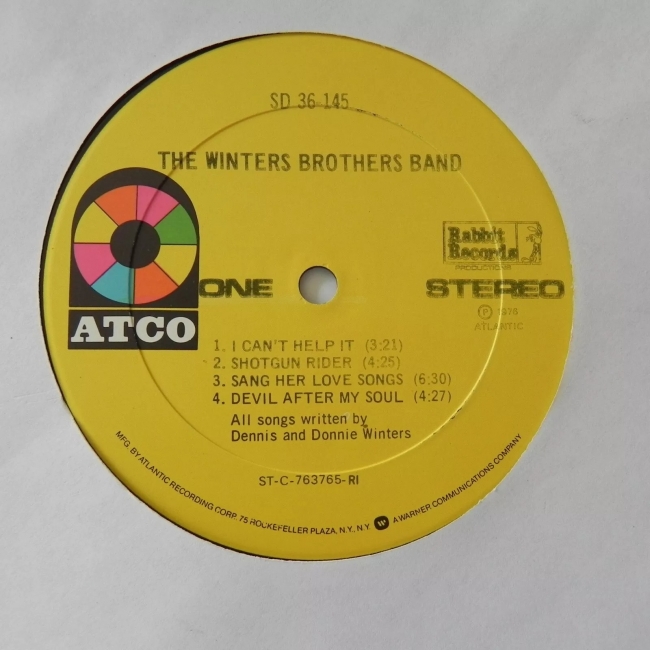 SD 36 145
THE WINTERS BROTHERS BAND
Rabbit
Records
PRODUCTIONS
ONE
STEREO
Ⓟ 1976
ATLANTIC
ATCO
1. I CAN'T HELP IT (3:21)
2. SHOTGUN RIDER (4:25)
3. SANG HER LOVE SONGS (6:30)
4. DEVIL AFTER MY SOUL (4:27)
All songs written by
Dennis and Donnie Winters
ST-C-763765-RI
MFG. BY ATLANTIC RECORDING CORP. 75 ROCKEFELLER PLAZA, N.Y., N.Y. W A WARNER COMMUNICATIONS COMPANY